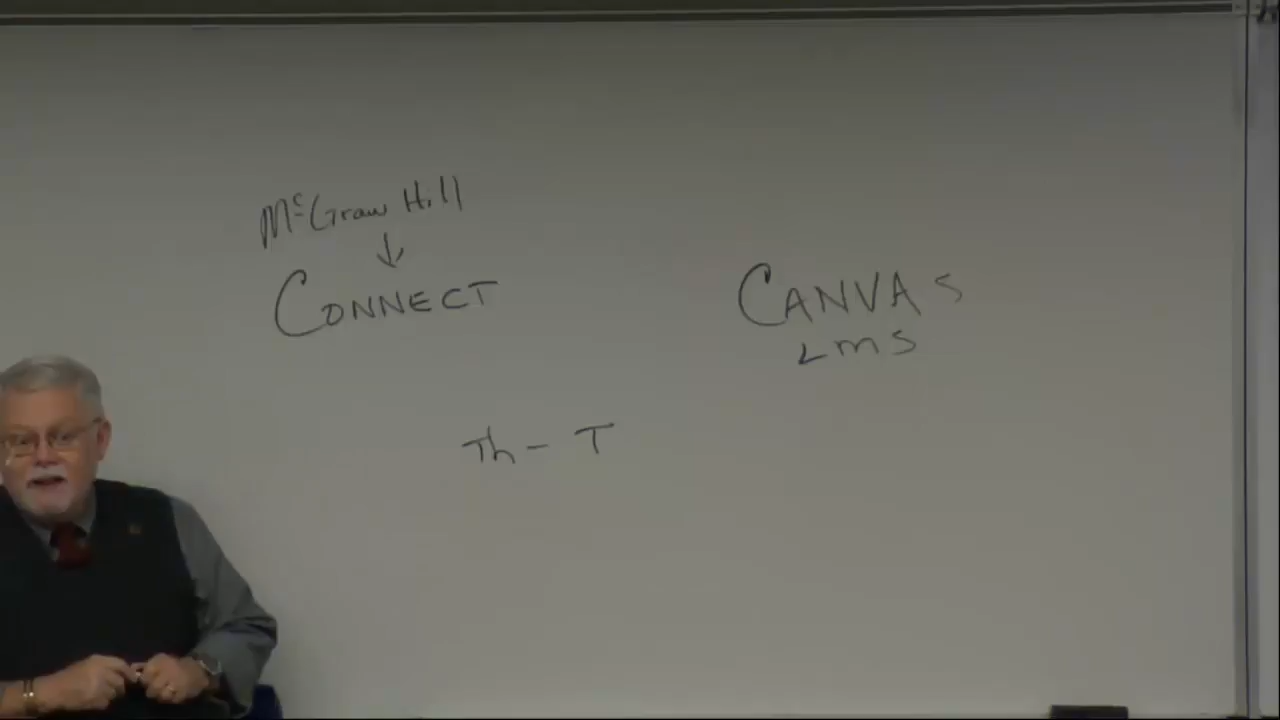 McGraw Hill
↓
CONNECT
CANVAS
LMS
Th - T